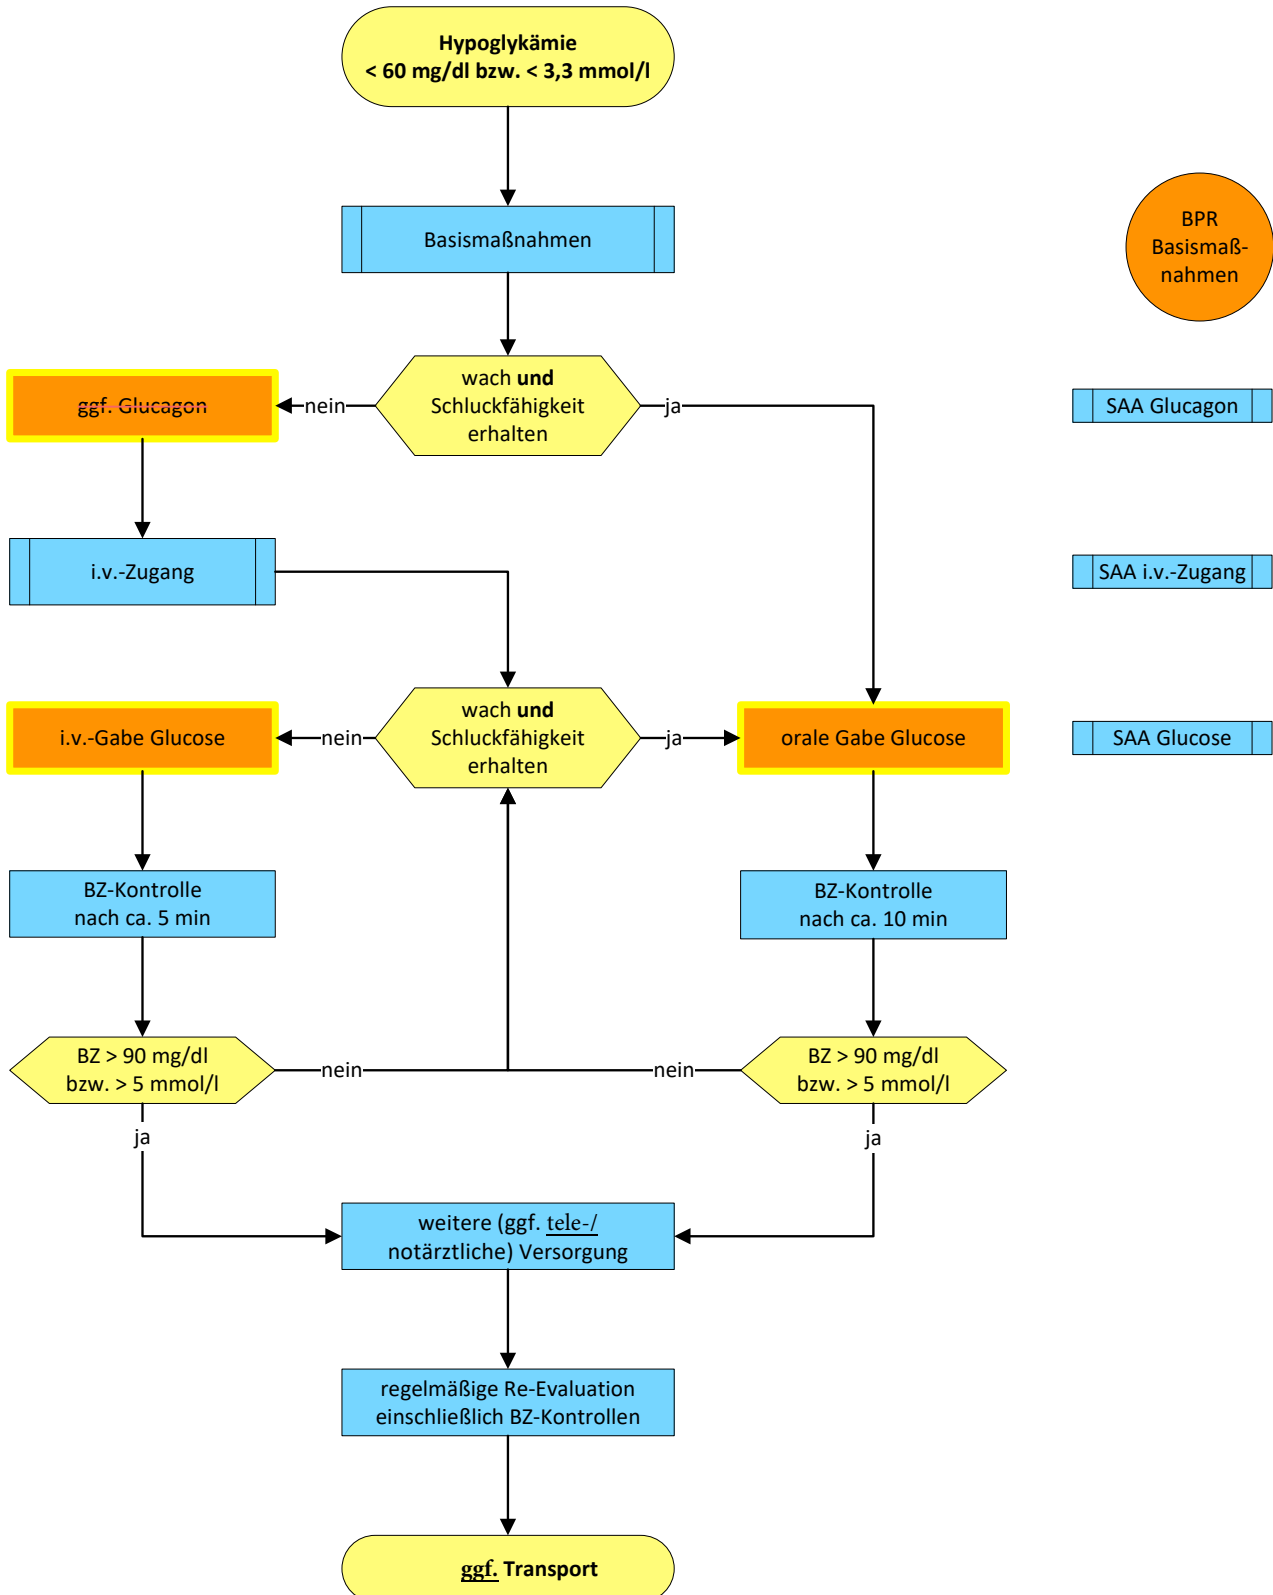 Hypoglykämie
< 60 mg/dl bzw. < 3,3 mmol/l
Basismaßnahmen
BPR
Basismaß-
nahmen
ggf. Glucagon
nein
wach und
Schluckfähigkeit
erhalten
ja
SAA Glucagon
i.v.-Zugang
SAA i.v.-Zugang
i.v.-Gabe Glucose
nein
wach und
Schluckfähigkeit
erhalten
ja
orale Gabe Glucose
SAA Glucose
BZ-Kontrolle
nach ca. 5 min
BZ-Kontrolle
nach ca. 10 min
BZ > 90 mg/dl
bzw. > 5 mmol/l
nein
nein
BZ > 90 mg/dl
bzw. > 5 mmol/l
ja
ja
weitere (ggf. tele-/
notärztliche) Versorgung
regelmäßige Re-Evaluation
einschließlich BZ-Kontrollen
ggf. Transport